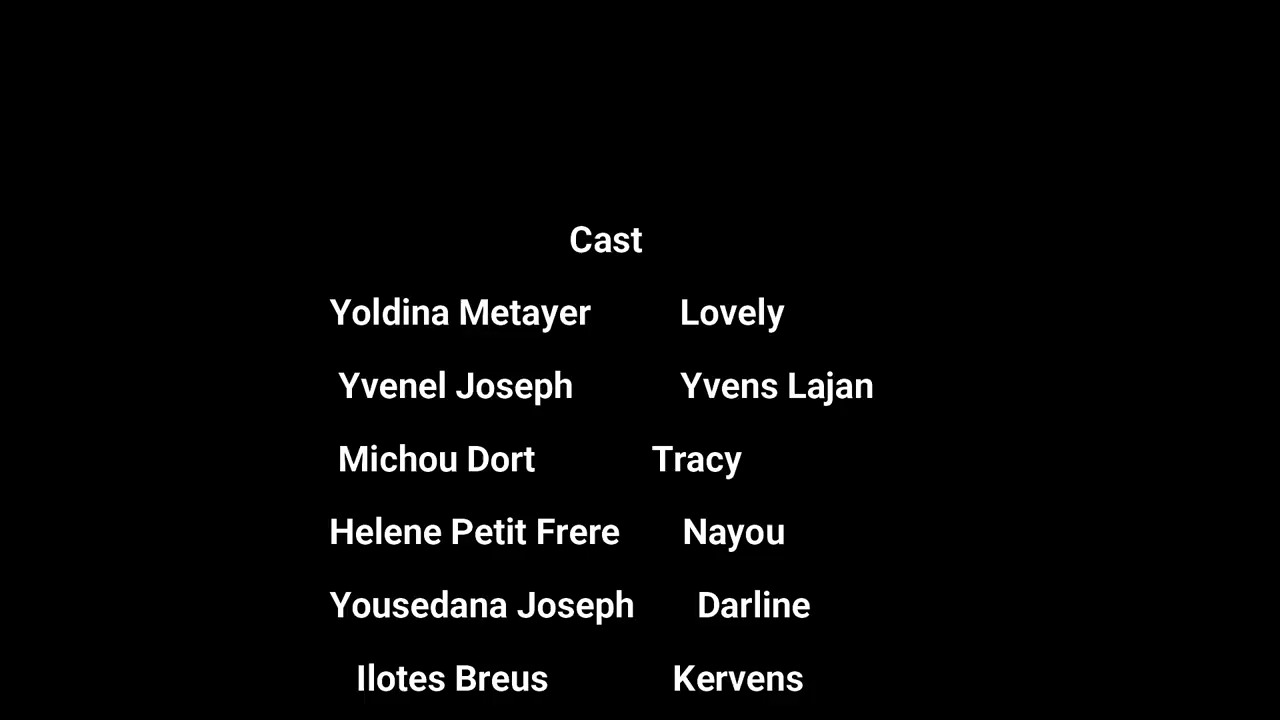 Cast
Yoldina Metayer Lovely
Yvenel Joseph Yvens Lajan
Michou Dort Tracy
Helene Petit Frere Nayou
Yousedana Joseph Darline
Ilotes Breus Kervens